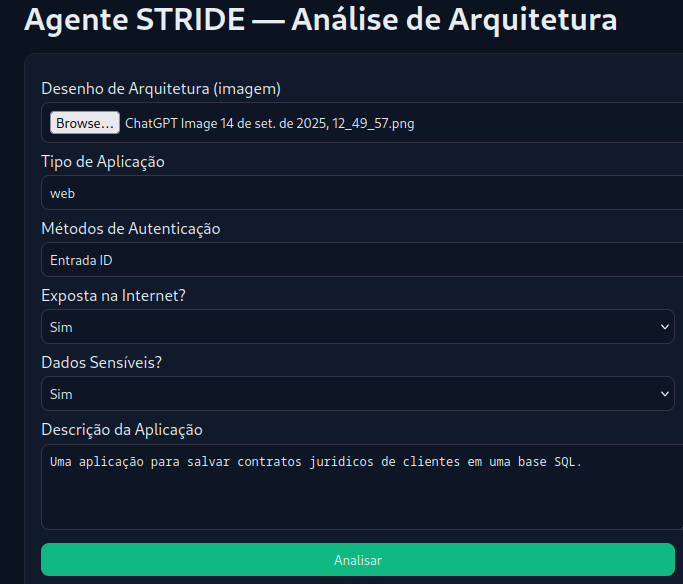 Agente STRIDE — Análise de Arquitetura
Desenho de Arquitetura (imagem)
Browse... ChatGPT Image 14 de set. de 2025, 12_49_57.png
Tipo de Aplicação
web
Métodos de Autenticação
Entrada ID
Exposta na Internet?
Sim
Dados Sensíveis?
Sim
Descrição da Aplicação
Uma aplicação para salvar contratos juridicos de clientes em uma base SQL.
Analisar